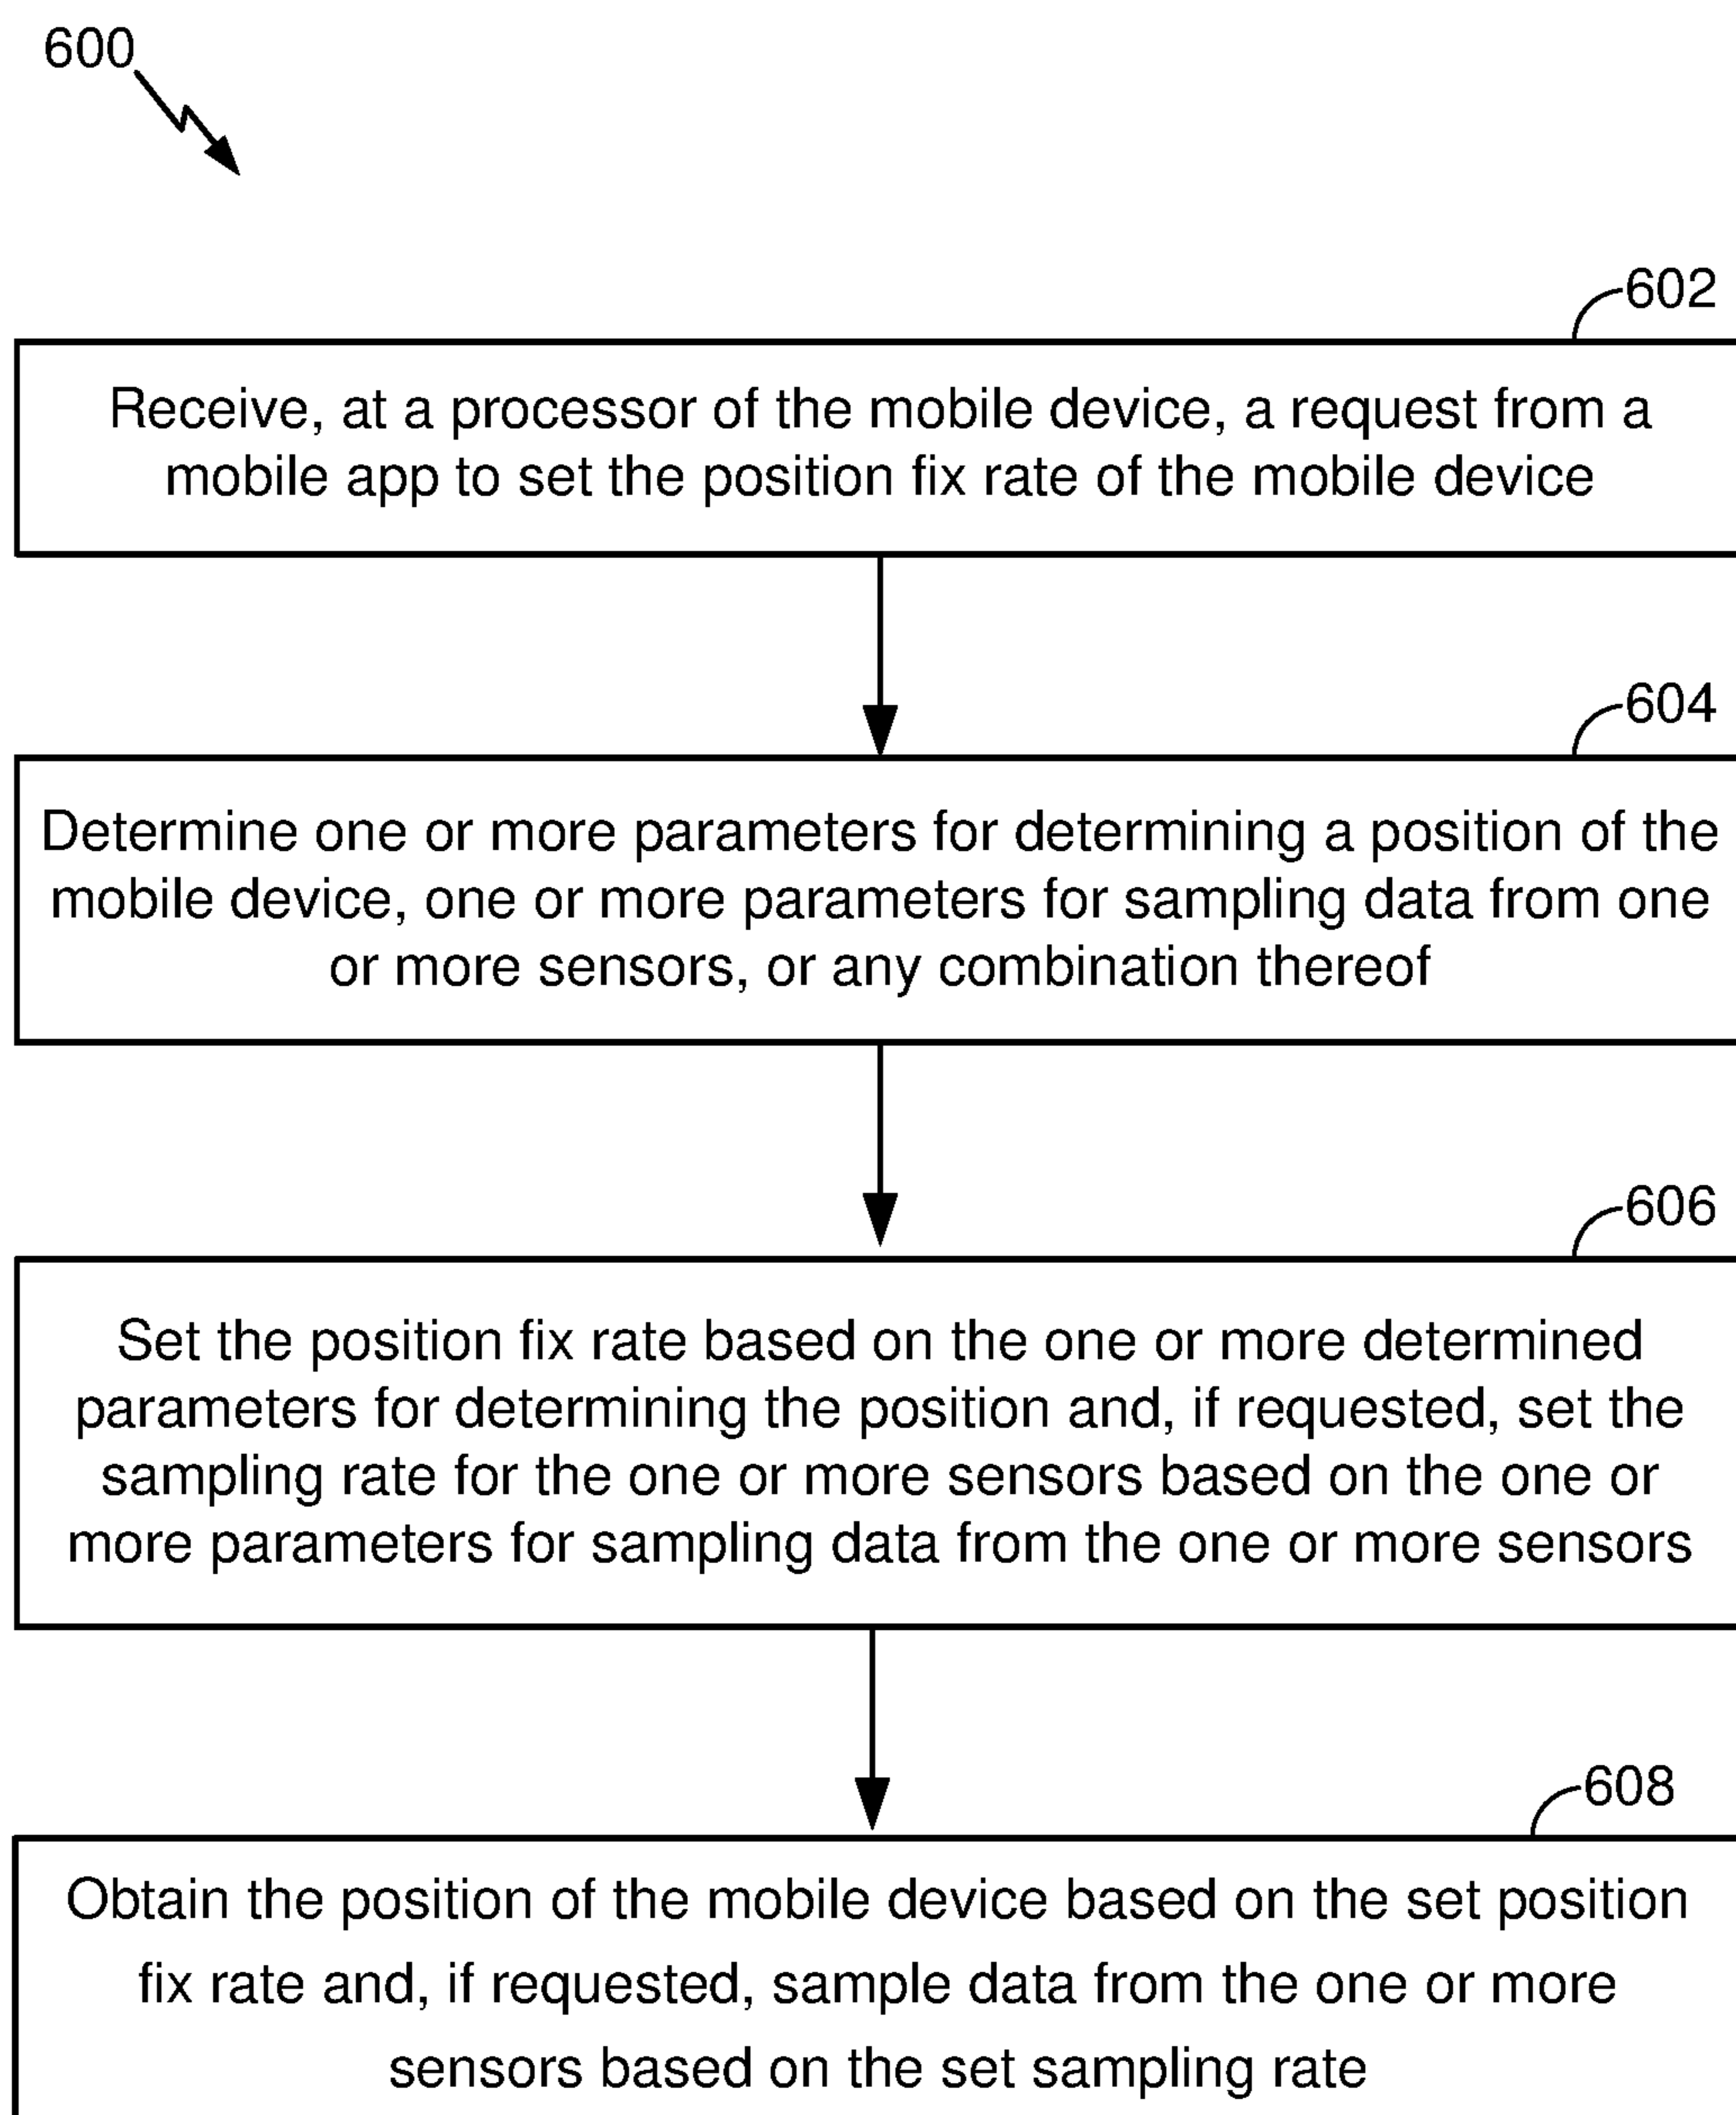 600
602
Receive, at a processor of the mobile device, a request from a
mobile app to set the position fix rate of the mobile device
604
Determine one or more parameters for determining a position of the
mobile device, one or more parameters for sampling data from one
or more sensors, or any combination thereof
606
Set the position fix rate based on the one or more determined
parameters for determining the position and, if requested, set the
sampling rate for the one or more sensors based on the one or
more parameters for sampling data from the one or more sensors
608
Obtain the position of the mobile device based on the set position
fix rate and, if requested, sample data from the one or more
sensors based on the set sampling rate